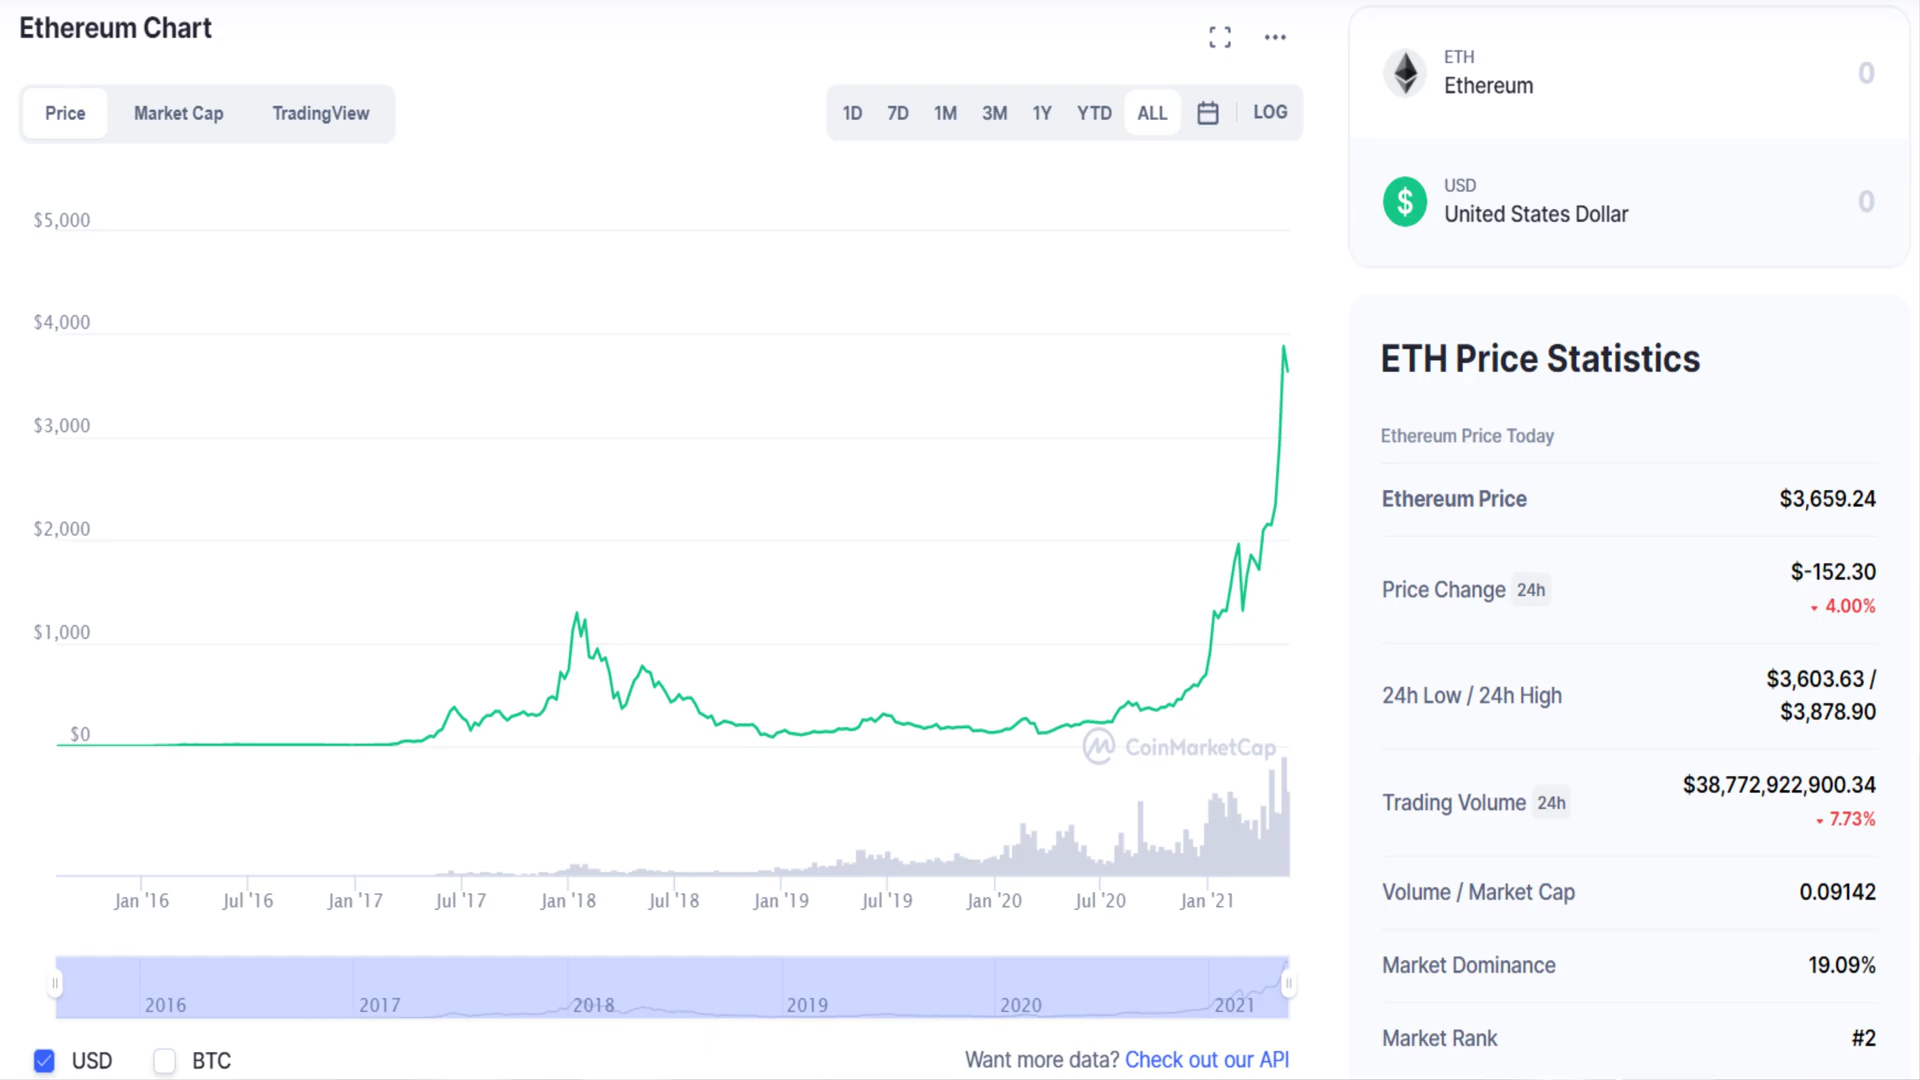 Ethereum Chart
Price Market Cap TradingView
1D 7D 1M 3M 1Y YTD ALL LOG
$5,000
$4,000
$3,000
$2,000
$1,000
$0
CoinMarketCap
Jan '16 Jul '16 Jan '17 Jul '17 Jan '18 Jul '18 Jan '19 Jul '19 Jan '20 Jul '20 Jan '21
2016 2017 2018 2019 2020 2021
USD BTC
Want more data? Check out our API
ETH
Ethereum 0
USD
United States Dollar 0
ETH Price Statistics
Ethereum Price Today
Ethereum Price $3,659.24
Price Change 24h $-152.30
4.00%
24h Low / 24h High $3,603.63 /
$3,878.90
Trading Volume 24h $38,772,922,900.34
7.73%
Volume / Market Cap 0.09142
Market Dominance 19.09%
Market Rank #2